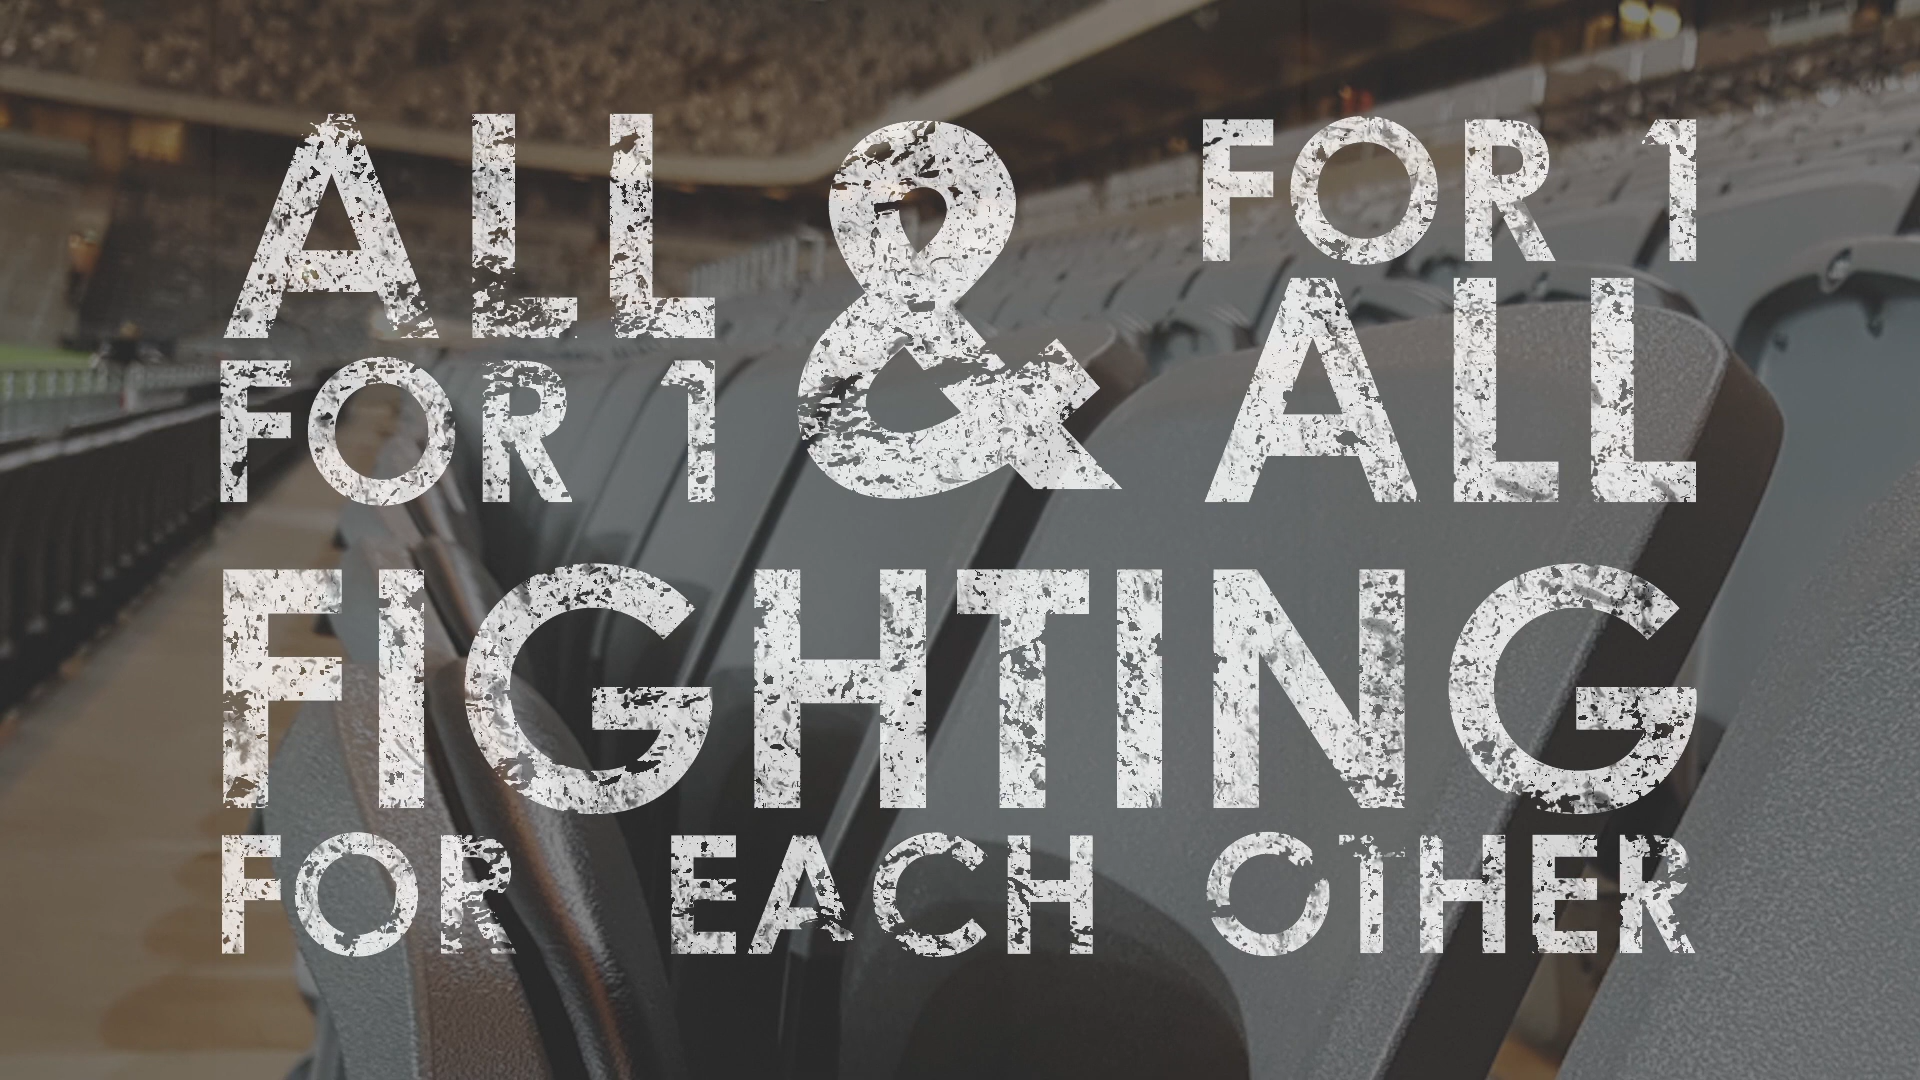 ALL FOR 1
& 
FOR 1 ALL
FIGHTING
FOR EACH OTHER